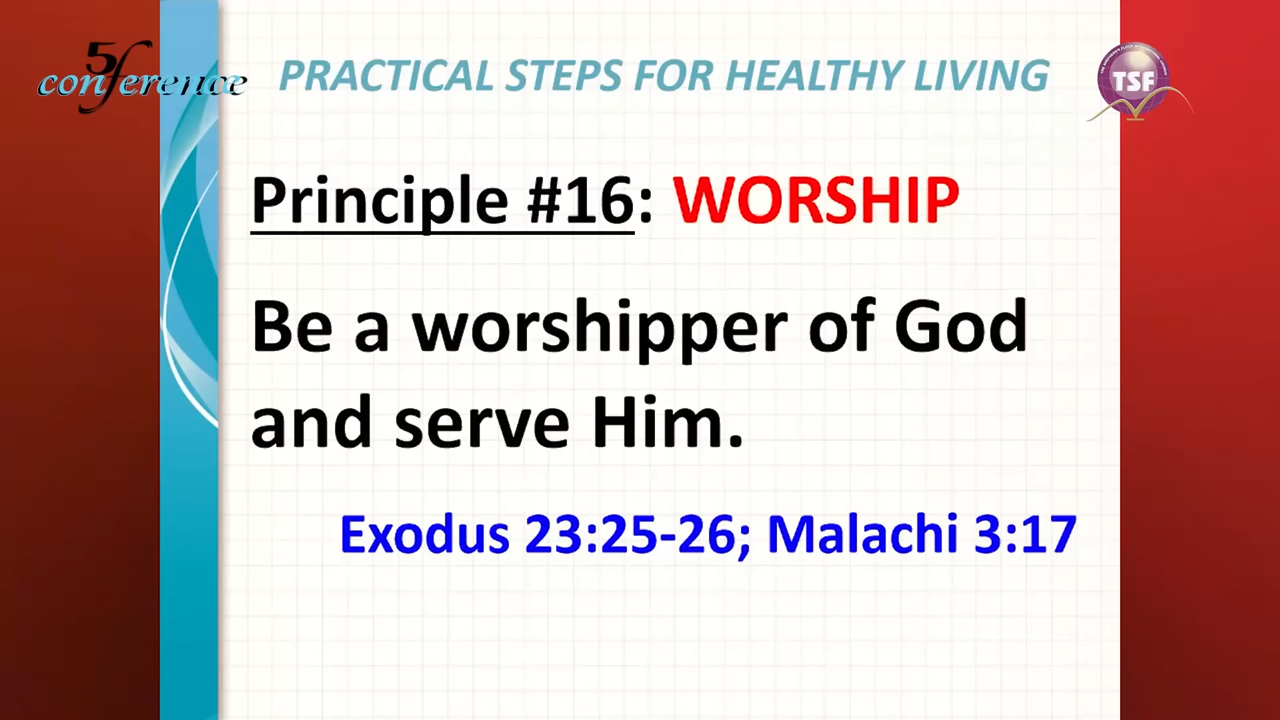 5f
conference
PRACTICAL STEPS FOR HEALTHY LIVING
TSF
Principle #16: WORSHIP
Be a worshipper of God
and serve Him.
Exodus 23:25-26; Malachi 3:17